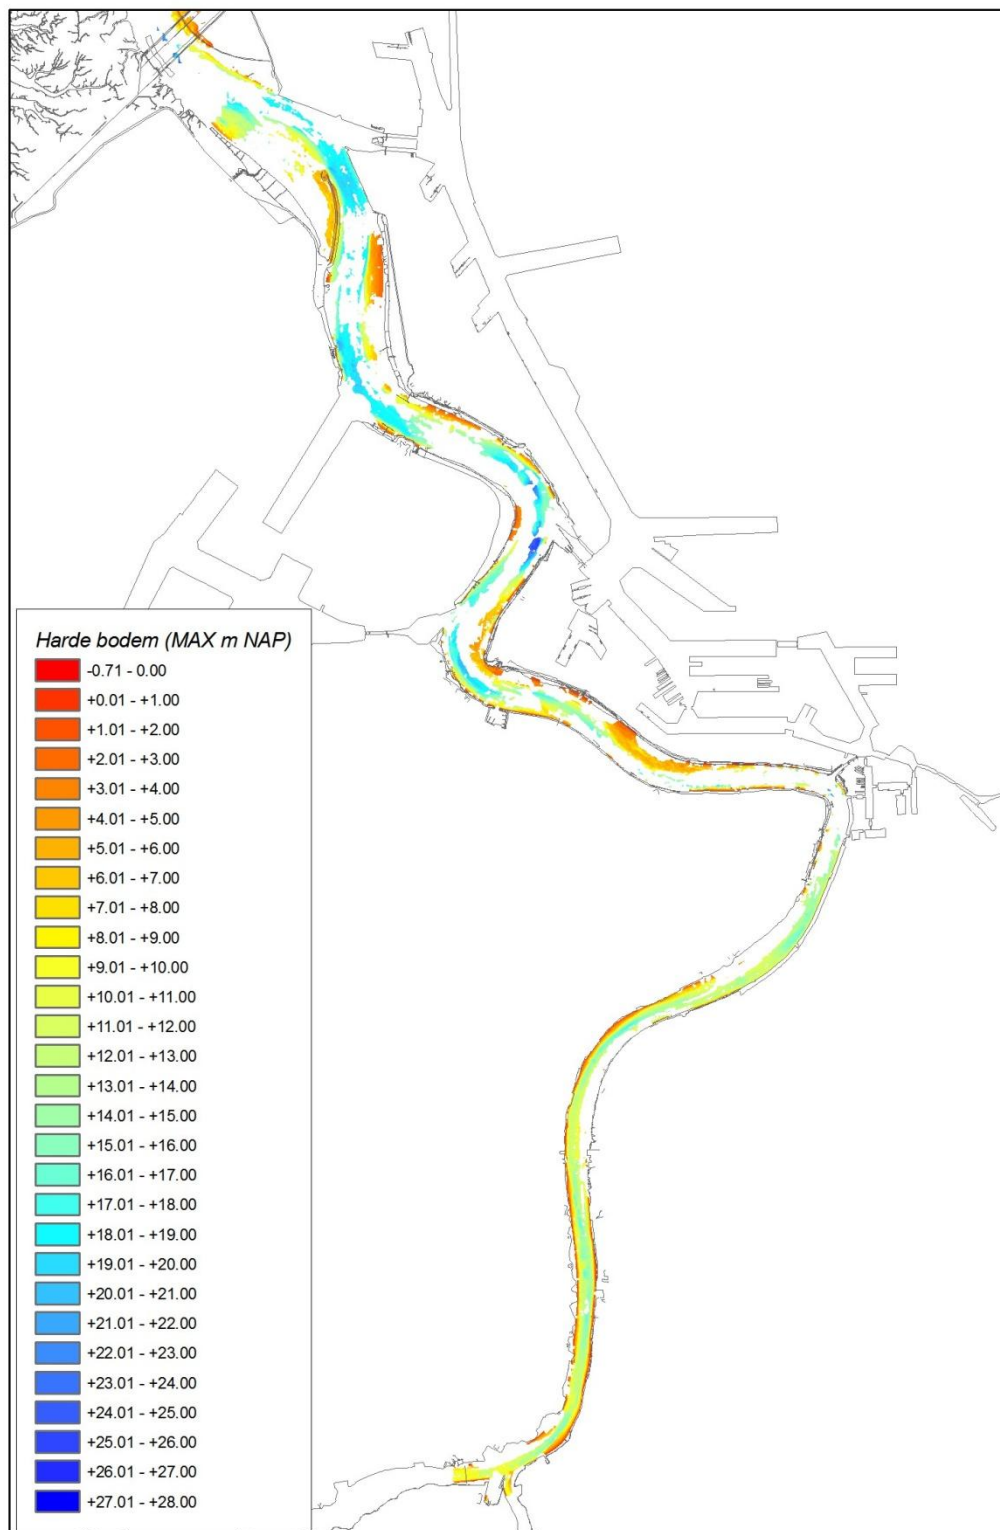 Harde bodem (MAX m NAP)
-0.71 - 0.00
+0.01 - +1.00
+1.01 - +2.00
+2.01 - +3.00
+3.01 - +4.00
+4.01 - +5.00
+5.01 - +6.00
+6.01 - +7.00
+7.01 - +8.00
+8.01 - +9.00
+9.01 - +10.00
+10.01 - +11.00
+11.01 - +12.00
+12.01 - +13.00
+13.01 - +14.00
+14.01 - +15.00
+15.01 - +16.00
+16.01 - +17.00
+17.01 - +18.00
+18.01 - +19.00
+19.01 - +20.00
+20.01 - +21.00
+21.01 - +22.00
+22.01 - +23.00
+23.01 - +24.00
+24.01 - +25.00
+25.01 - +26.00
+26.01 - +27.00
+27.01 - +28.00